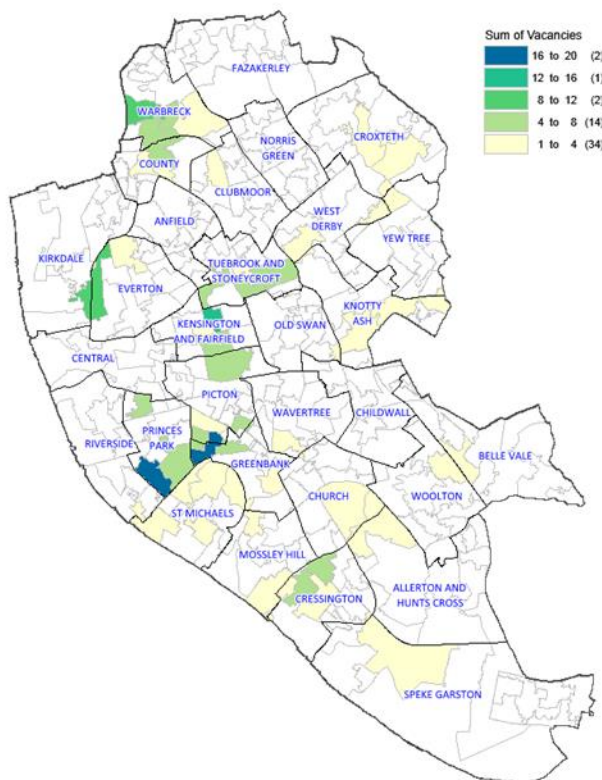 Sum of Vacancies
16 to 20 (2)
12 to 16 (1)
8 to 12 (2)
4 to 8 (14)
1 to 4 (34)
FAZAKERLEY
WARBRECK
NORRIS
GREEN
CROXTETH
COUNTY
CLUBMOOR
ANFIELD
WEST
DERBY
YEW TREE
KIRKDALE
TUEBROOK AND
STONEYCROFT
EVERTON
KNOTTY
ASH
KENSINGTON
AND FAIRFIELD
OLD SWAN
CENTRAL
PICTON
WAVERTREE
CHILDWALL
RIVERSIDE
PRINCES
PARK
GREENBANK
BELLE VALE
WOOLTON
CHURCH
ST MICHAELS
MOSSLEY HILL
ALLERTON AND
HUNTS CROSS
CRESSINGTON
SPEKE GARSTON